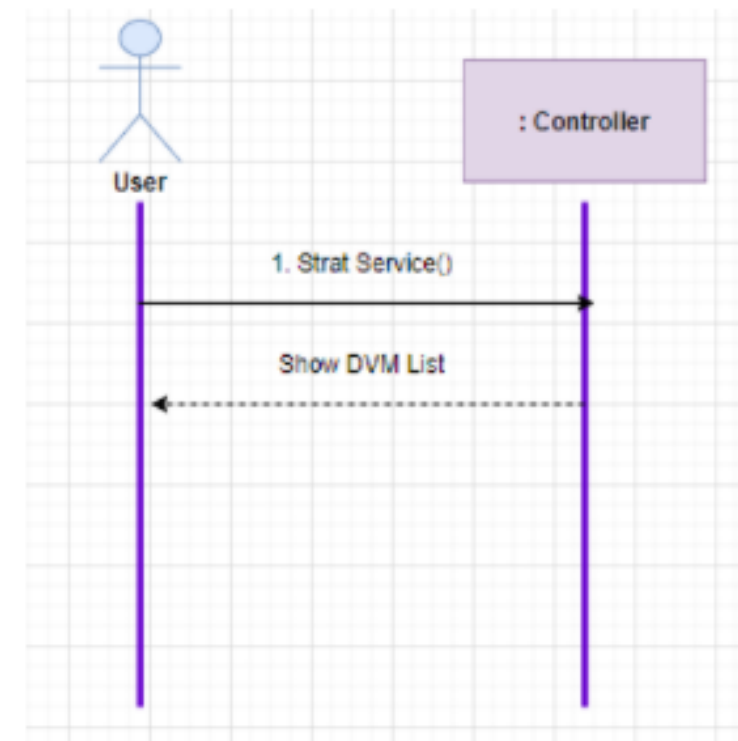 : Controller
User
1. Strat Service()
Show DVM List